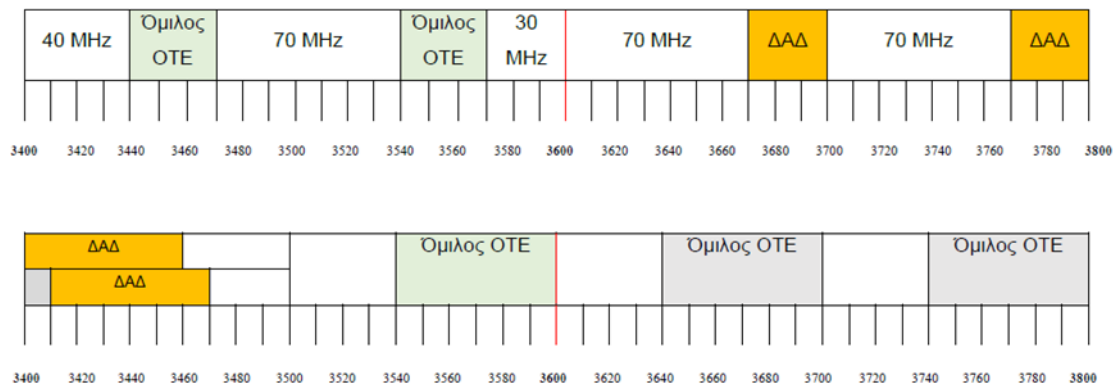 40 MHz Όμιλος ΟΤΕ 70 MHz Όμιλος ΟΤΕ 30 MHz 70 MHz ΔΑΔ 70 MHz ΔΑΔ
3400 3420 3440 3460 3480 3500 3520 3540 3560 3580 3600 3620 3640 3660 3680 3700 3720 3740 3760 3780 3800
ΔΑΔ Όμιλος ΟΤΕ Όμιλος ΟΤΕ Όμιλος ΟΤΕ
ΔΑΔ
3400 3420 3440 3460 3480 3500 3520 3540 3560 3580 3600 3620 3640 3660 3680 3700 3720 3740 3760 3780 3800